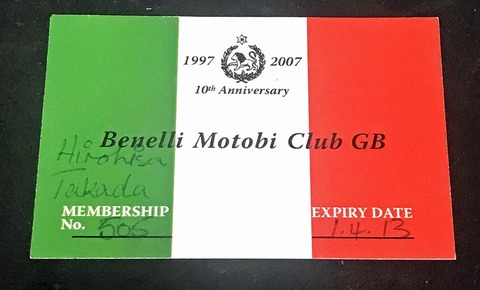 1997 2007
10th Anniversary
Benelli Motobi Club GB
Hirohisa
Takada
MEMBERSHIP EXPIRY DATE
No. 505 1.4.13